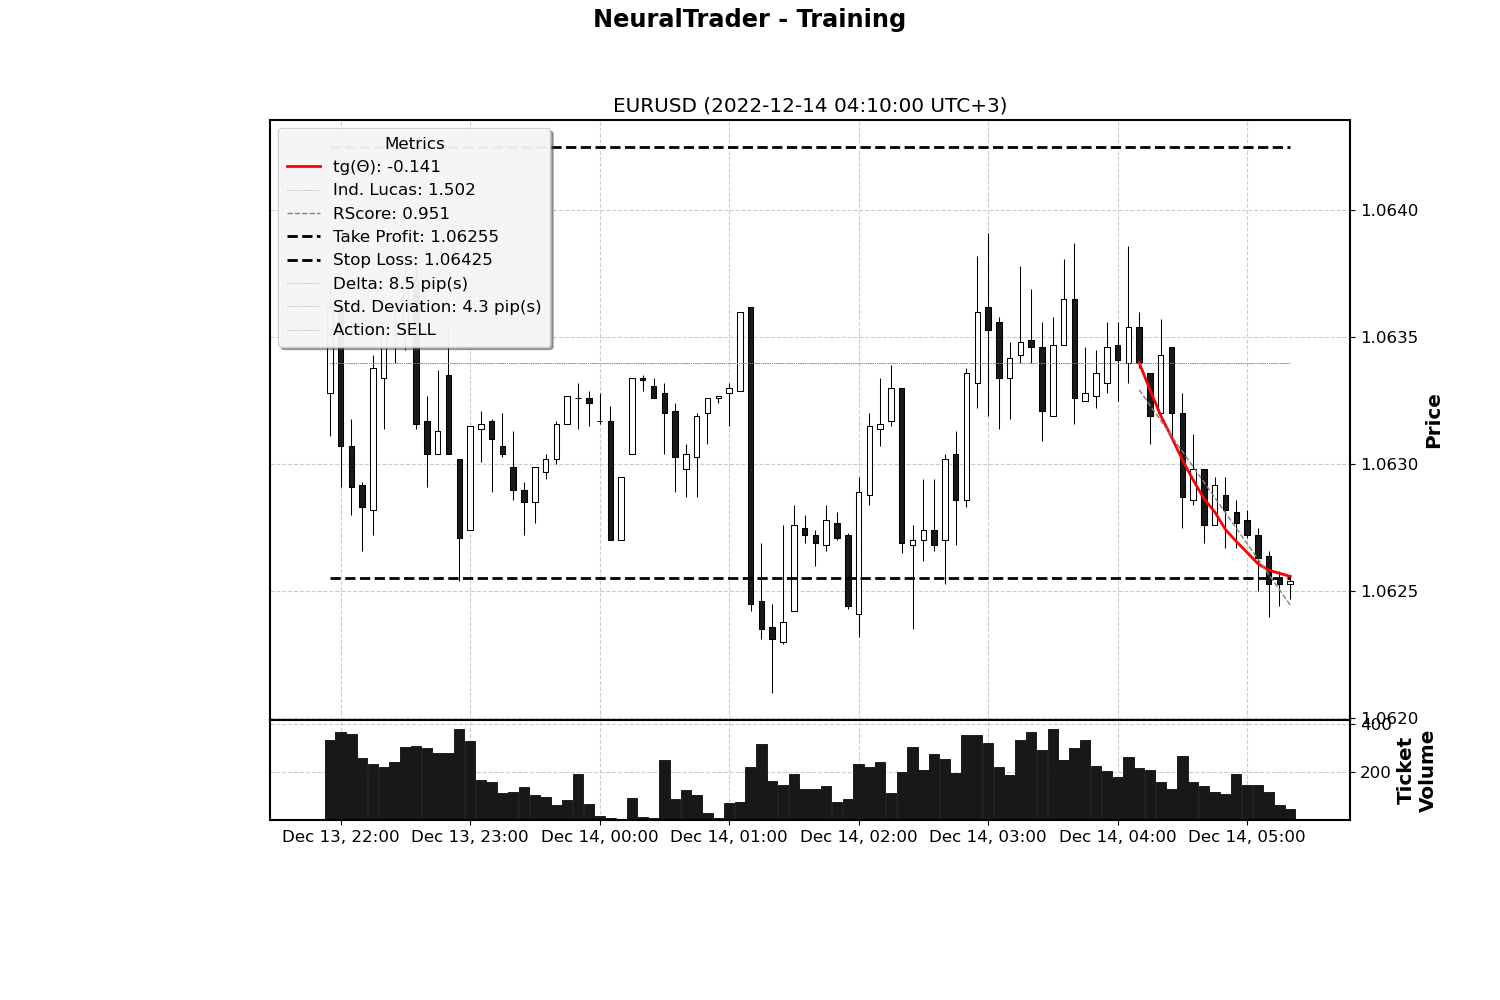 NeuralTrader - Training
EURUSD (2022-12-14 04:10:00 UTC+3)
Metrics
tg(Θ): -0.141
Ind. Lucas: 1.502
RScore: 0.951
Take Profit: 1.06255
Stop Loss: 1.06425
Delta: 8.5 pip(s)
Std. Deviation: 4.3 pip(s)
Action: SELL
1.0640
1.0635
1.0630
1.0625
1.0620
Price
400
200
Ticket
Volume
Dec 13, 22:00 Dec 13, 23:00 Dec 14, 00:00 Dec 14, 01:00 Dec 14, 02:00 Dec 14, 03:00 Dec 14, 04:00 Dec 14, 05:00